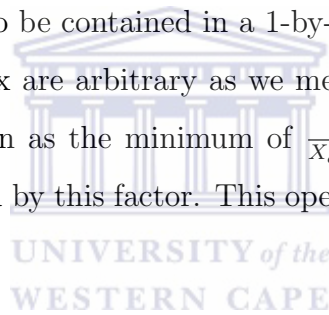 o be contained in a 1-by-
x are arbitrary as we me
n as the minimum of
by this factor. This ope
UNIVERSITY of the
WESTERN CAPE